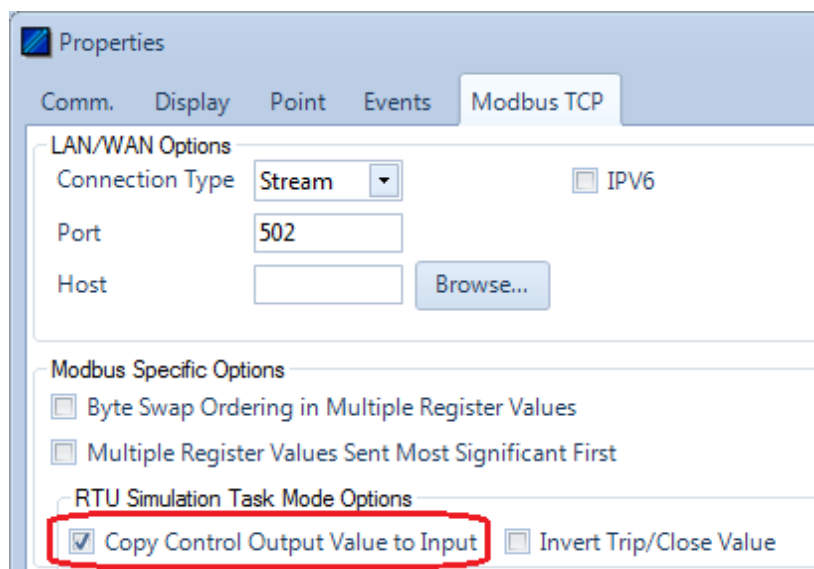 Properties
Comm. Display Point Events Modbus TCP
LAN/WAN Options
Connection Type Stream IPV6
Port 502
Host Browse...
Modbus Specific Options
Byte Swap Ordering in Multiple Register Values
Multiple Register Values Sent Most Significant First
RTU Simulation Task Mode Options
Copy Control Output Value to Input Invert Trip/Close Value